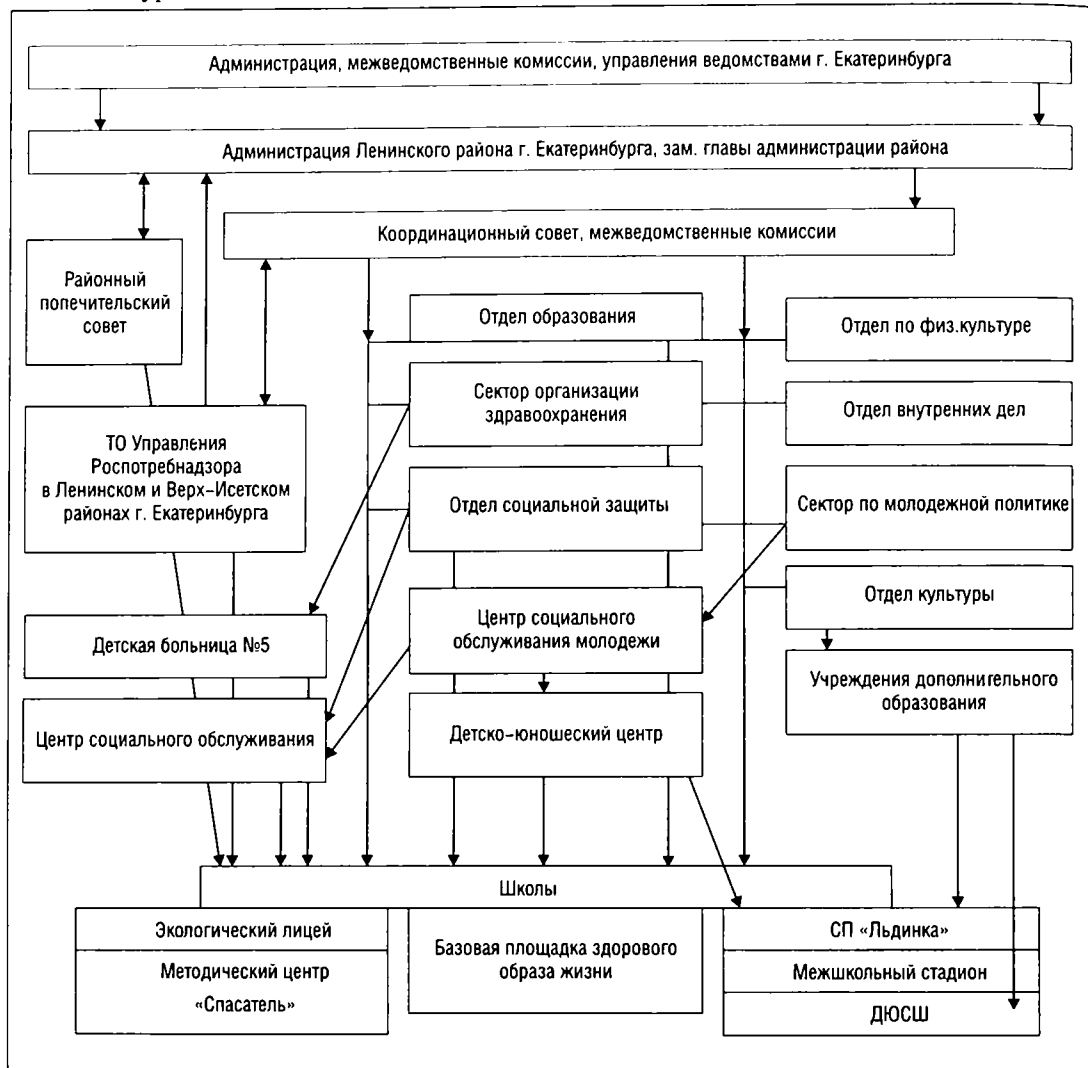 Администрация, межведомственные комиссии, управления ведомствами г. Екатеринбурга
Администрация Ленинского района г. Екатеринбурга, зам. главы администрации района
Координационный совет, межведомственные комиссии
Районный
попечительский
совет
Отдел образования
Отдел по физ.культуре
Сектор организации
здравоохранения
Отдел внутренних дел
ТО Управления
Роспотребнадзора
в Ленинском и Верх-Исетском
районах г. Екатеринбурга
Отдел социальной защиты
Сектор по молодежной политике
Отдел культуры
Центр социального
обслуживания молодежи
Детская больница №5
Учреждения дополнительного
образования
Центр социального обслуживания
Детско-юношеский центр
Школы
Экологический лицей
Методический центр
«Спасатель»
Базовая площадка здорового
образа жизни
СП «Льдинка»
Межшкольный стадион
ДЮСШ